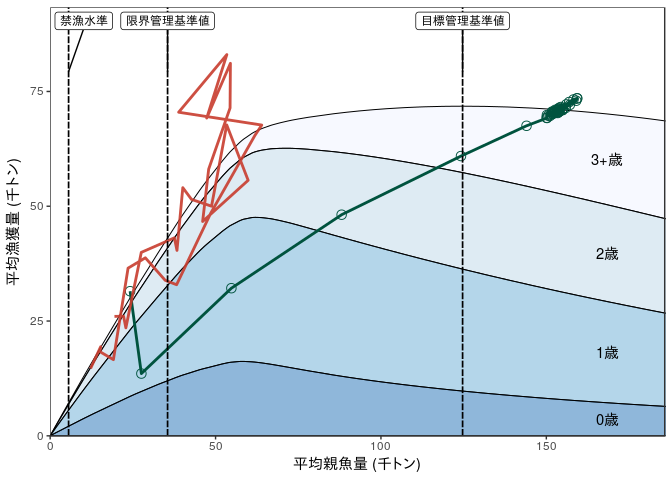 禁漁水準
限界管理基準値
目標管理基準値
75
50
25
0
0
50
100
150
3+歳
2歳
1歳
0歳
平均漁獲量 (千トン)
平均親魚量 (千トン)